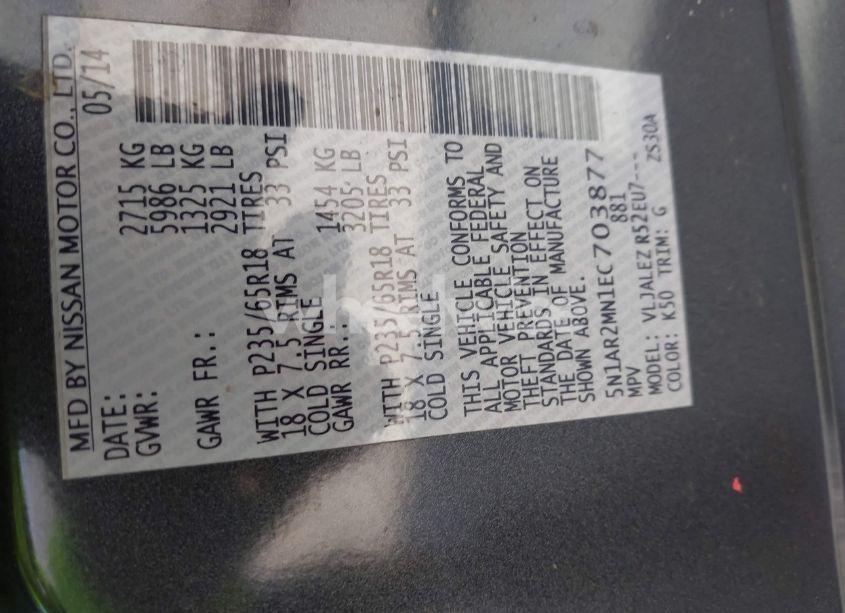 MFD BY NISSAN MOTOR CO., LTD.
DATE: 05/14
GVWR: 2715 KG
5986 LB
GAWR FR.: 1325 KG
2921 LB
WITH P235/65R18 TIRES
18 X 7.5 RIMS AT 33 PSI
COLD SINGLE
GAWR RR.: 1454 KG
3205 LB
WITH P235/65R18 TIRES
18 X 7.5 RIMS AT 33 PSI
COLD SINGLE
THIS VEHICLE CONFORMS TO
ALL APPLICABLE FEDERAL
MOTOR VEHICLE SAFETY AND
THEFT PREVENTION
STANDARDS IN EFFECT ON
THE DATE OF MANUFACTURE
SHOWN ABOVE.
5N1AR2MN1EC703877
MPV 881
MODEL: VLJALEZ R52EU7---
COLOR: K50 TRIM: G ZS30A